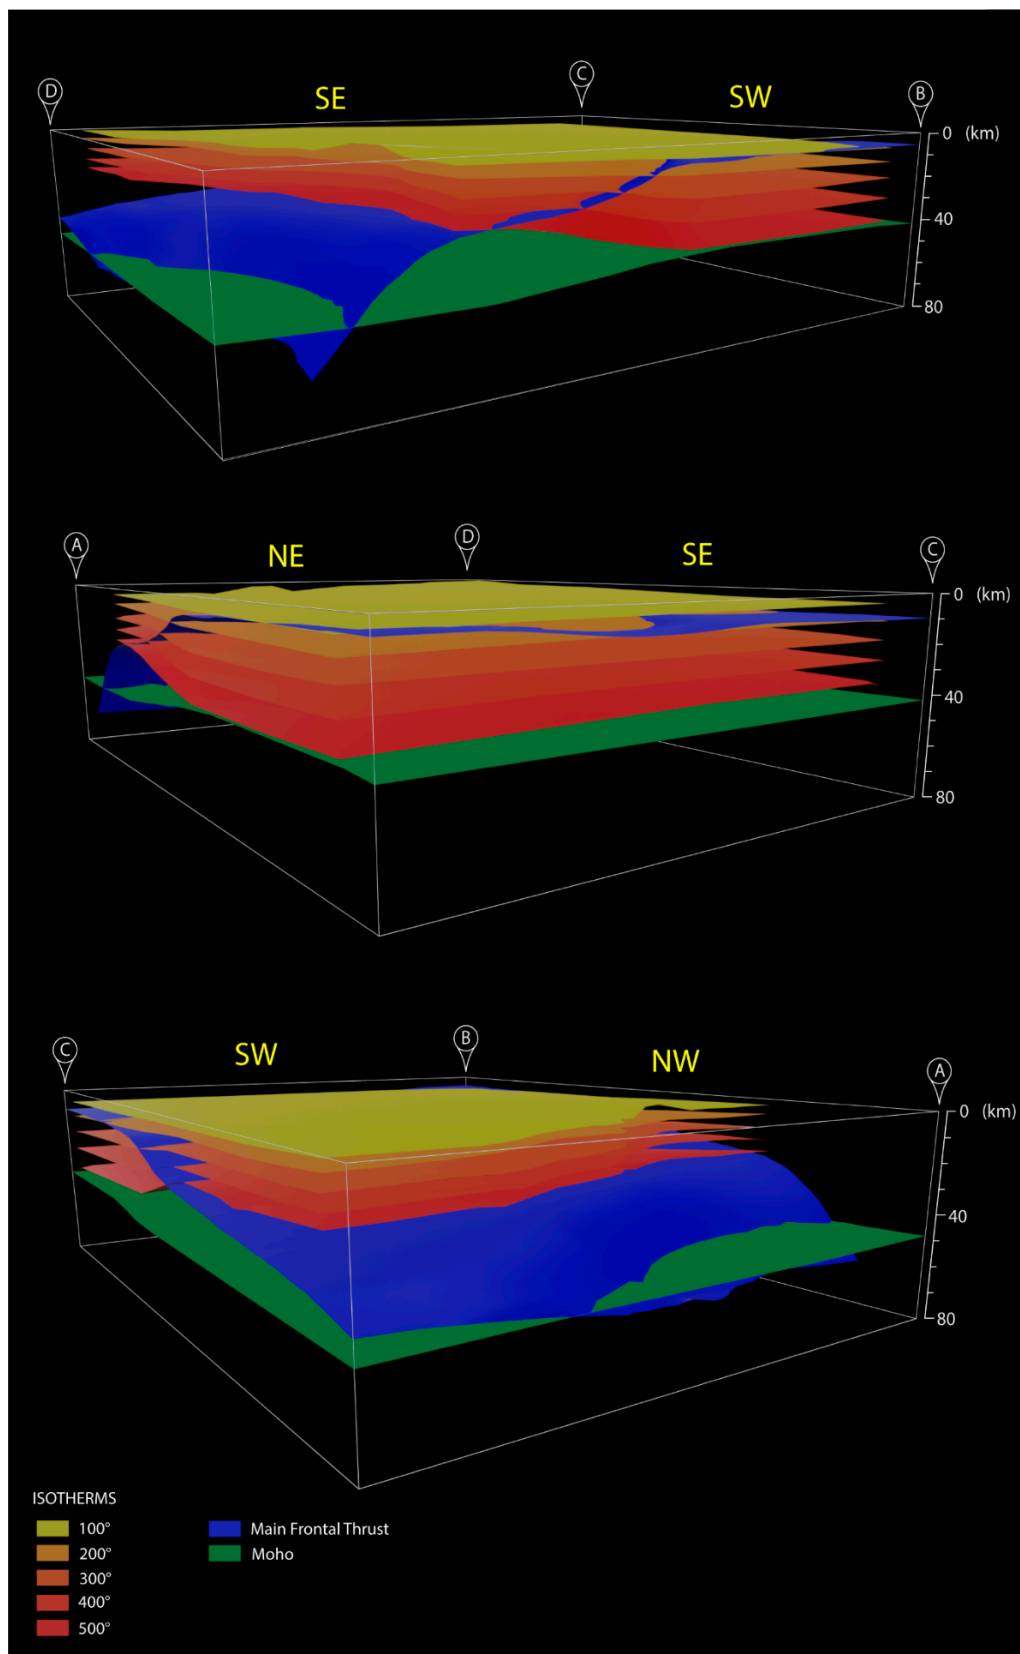 D
SE
C
SW
B
0 (km)
40
80
A
NE
D
SE
C
0 (km)
40
80
C
SW
B
NW
A
0 (km)
40
80
ISOTHERMS
100°
200°
300°
400°
500°
Main Frontal Thrust
Moho